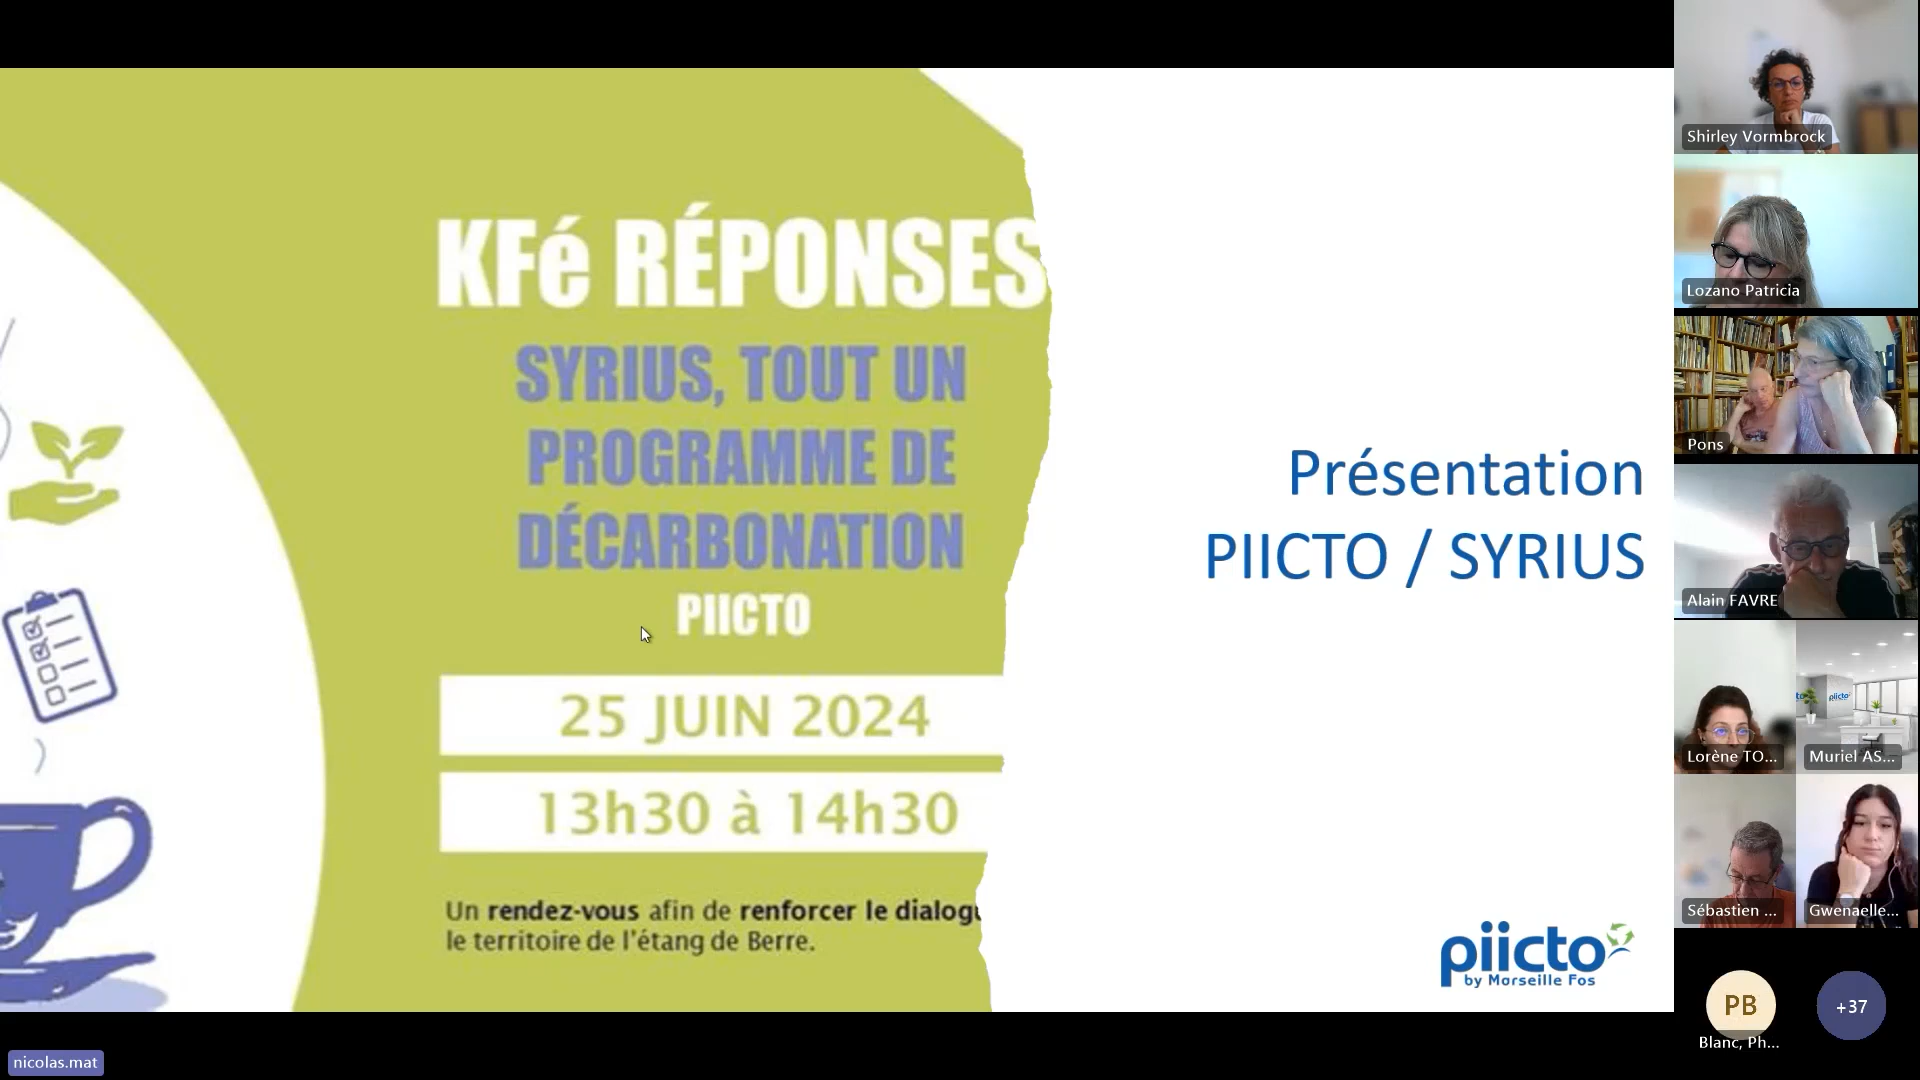 KFé RÉPONSES
SYRIUS, TOUT UN
PROGRAMME DE
DÉCARBONATION
PIICTO
25 JUIN 2024
13h30 à 14h30
Un rendez-vous afin de renforcer le dialogu
le territoire de l'étang de Berre.
Présentation
PIICTO / SYRIUS
piicto
by Marseille Fos
nicolas.mat
Shirley Vormbrock
Lozano Patricia
Pons
Alain FAVRE
piicto
Lorène TO...
Muriel AS...
Sébastien ...
Gwenaelle...
PB
Blanc, Ph...
+37